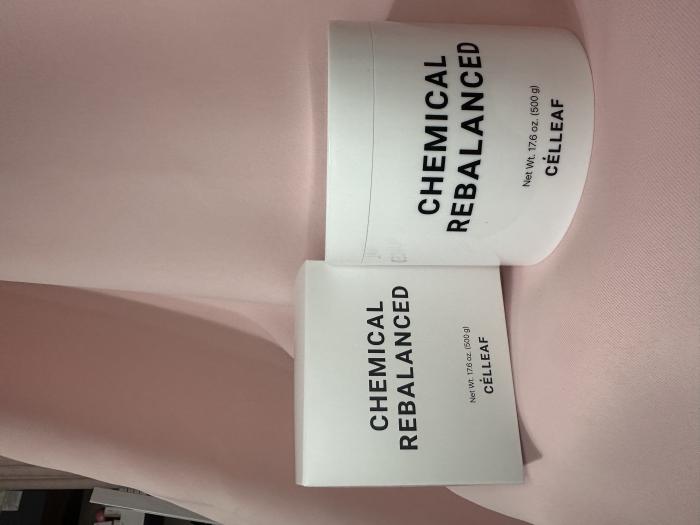 CHEMICAL
REBALANCED
Net Wt. 17.6 oz. (500 g)
CÉLLEAF
CHEMICAL
REBALANCED
Net Wt. 17.6 oz. (500 g)
CÉLLEAF